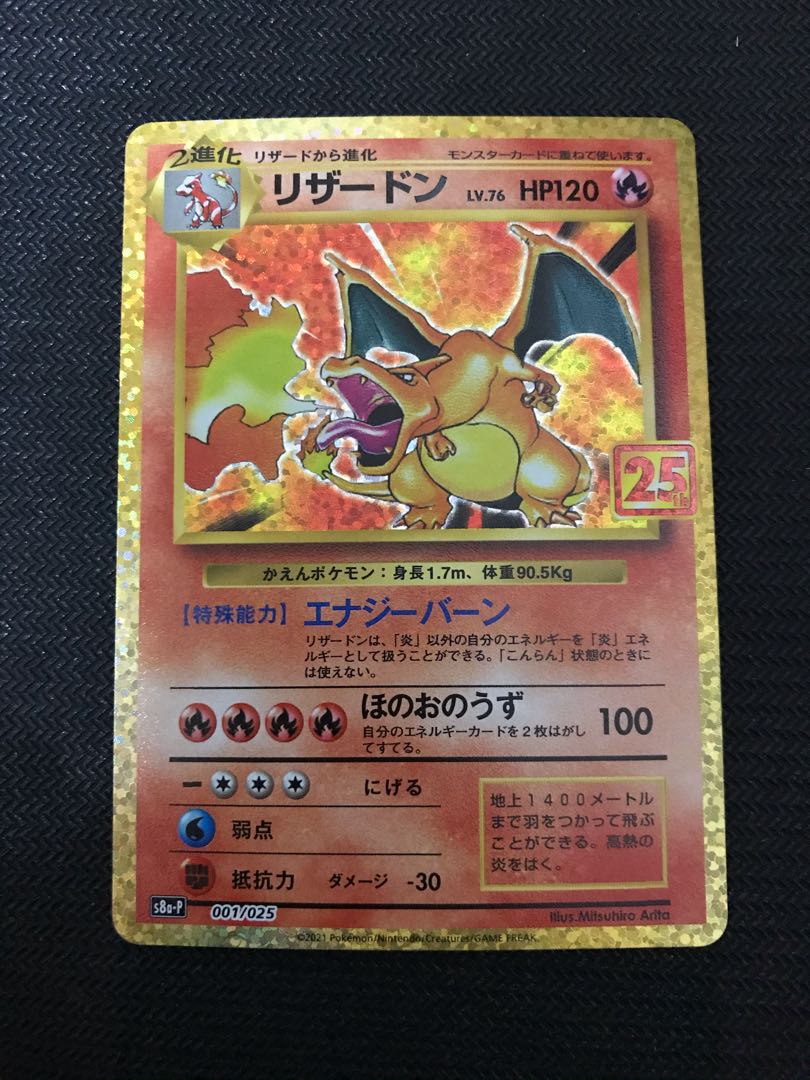 2進化 リザードから進化 モンスターカードに重ねて使います。
リザードン LV.76 HP120
25th
かえんポケモン：身長1.7m、体重90.5Kg
【特殊能力】エナジーバーン
リザードンは、「炎」以外の自分のエネルギーを「炎」エネ
ルギーとして扱うことができる。「こんらん」状態のときに
は使えない。
ほのおのうず 100
自分のエネルギーカードを２枚はがし
てすてる。
にげる
弱点
抵抗力 ダメージ -30
地上１４００メートル
まで羽をつかって飛ぶ
ことができる。高熱の
炎をはく。
s8a-P 001/025
Illus.Mitsuhiro Arita
©2021 Pokémon/Nintendo/Creatures/GAME FREAK.